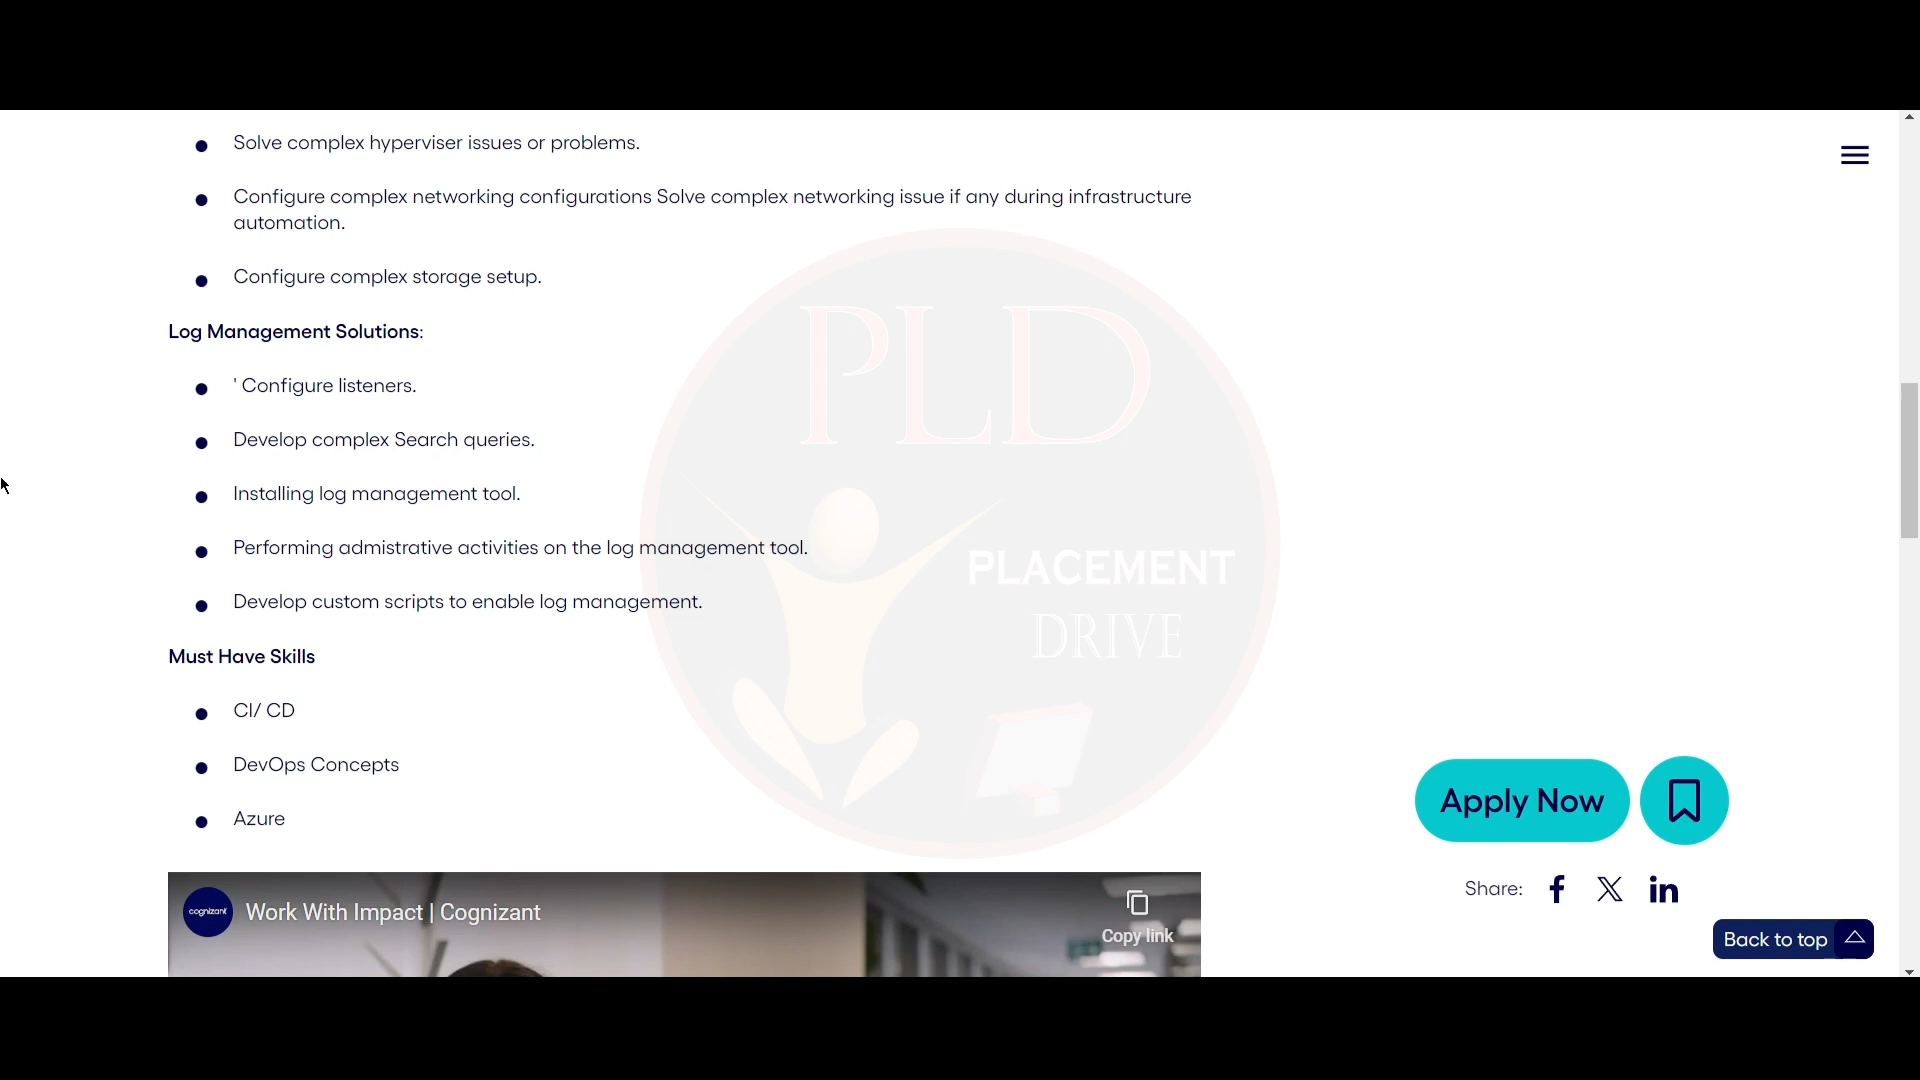 Solve complex hyperviser issues or problems.
Configure complex networking configurations Solve complex networking issue if any during infrastructure
automation.
Configure complex storage setup.
Log Management Solutions:
' Configure listeners.
Develop complex Search queries.
Installing log management tool.
Performing admistrative activities on the log management tool.
Develop custom scripts to enable log management.
Must Have Skills
CI/ CD
DevOps Concepts
Azure
PLD
PLACEMENT
DRIVE
cognizant
Work With Impact | Cognizant
Copy link
Apply Now
Share:
Back to top